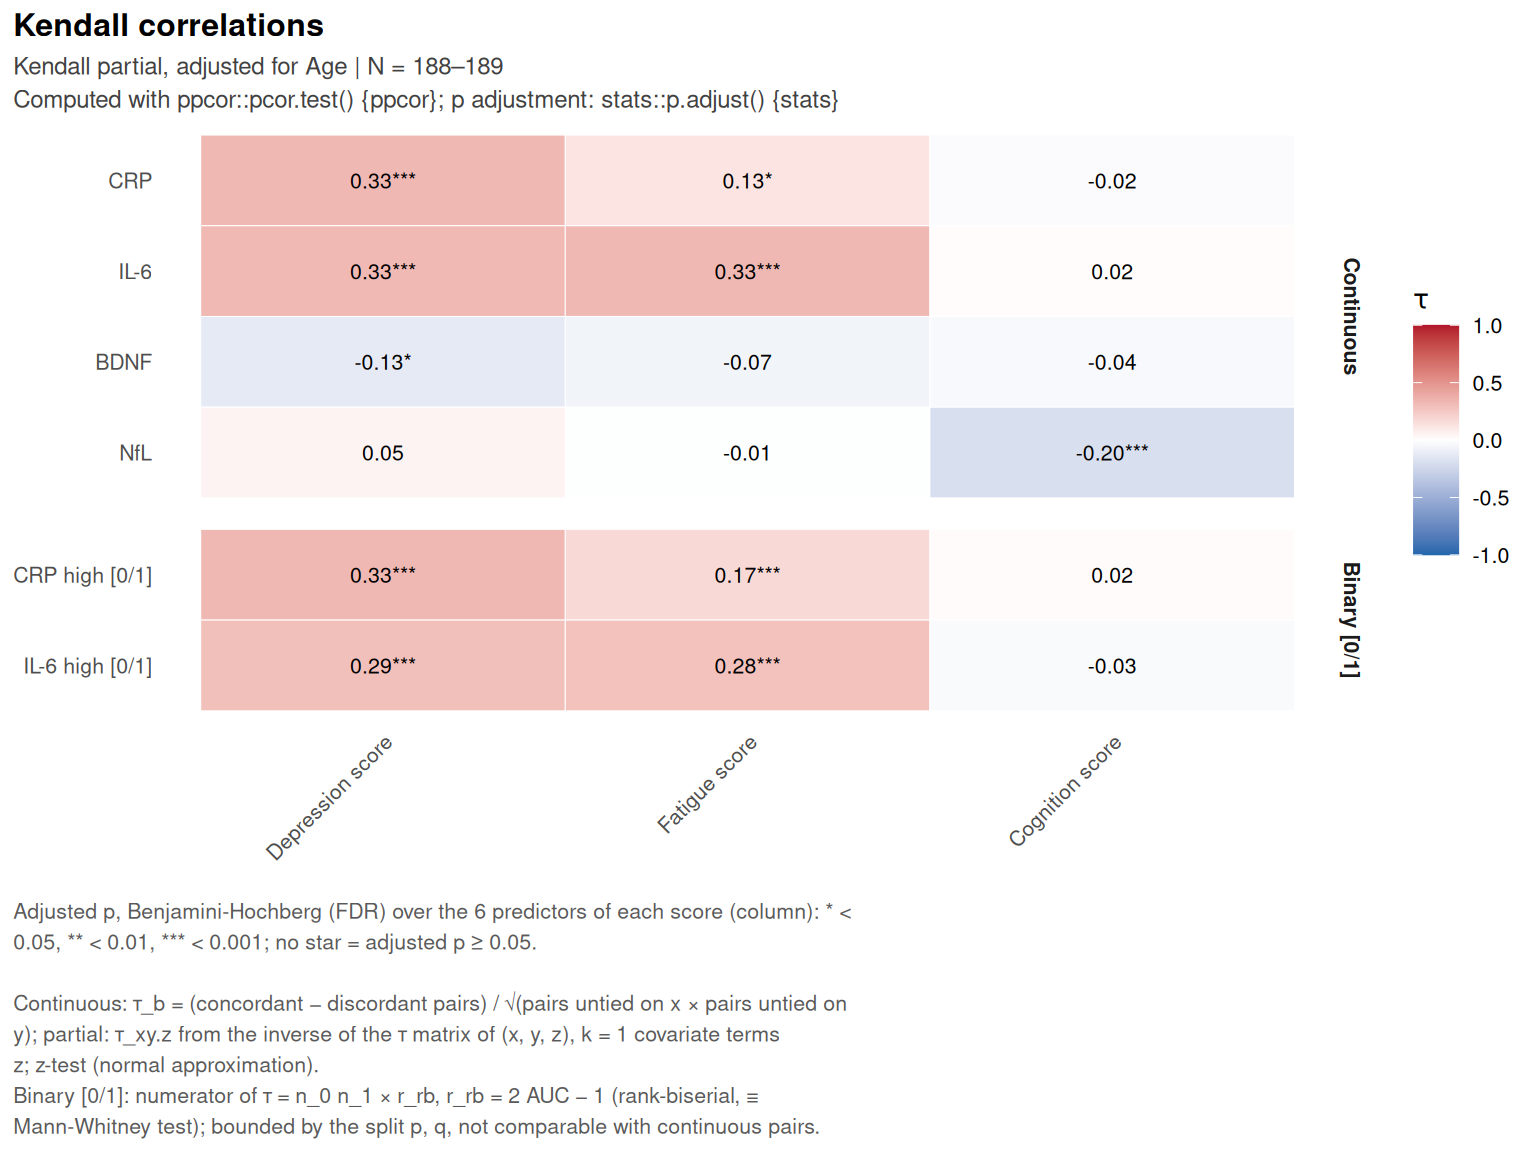 Kendall correlations
Kendall partial, adjusted for Age | N = 188–189
Computed with ppcor::pcor.test() {ppcor}; p adjustment: stats::p.adjust() {stats}
CRP 0.33*** 0.13* -0.02
IL-6 0.33*** 0.33*** 0.02
BDNF -0.13* -0.07 -0.04
NfL 0.05 -0.01 -0.20***
Continuous
CRP high [0/1] 0.33*** 0.17*** 0.02
IL-6 high [0/1] 0.29*** 0.28*** -0.03
Binary [0/1]
Depression score
Fatigue score
Cognition score
τ
1.0
0.5
0.0
-0.5
-1.0
Adjusted p, Benjamini-Hochberg (FDR) over the 6 predictors of each score (column): * <
0.05, ** < 0.01, *** < 0.001; no star = adjusted p ≥ 0.05.
Continuous: τ_b = (concordant − discordant pairs) / √(pairs untied on x × pairs untied on
y); partial: τ_xy.z from the inverse of the τ matrix of (x, y, z), k = 1 covariate terms
z; z-test (normal approximation).
Binary [0/1]: numerator of τ = n_0 n_1 × r_rb, r_rb = 2 AUC − 1 (rank-biserial, ≡
Mann-Whitney test); bounded by the split p, q, not comparable with continuous pairs.